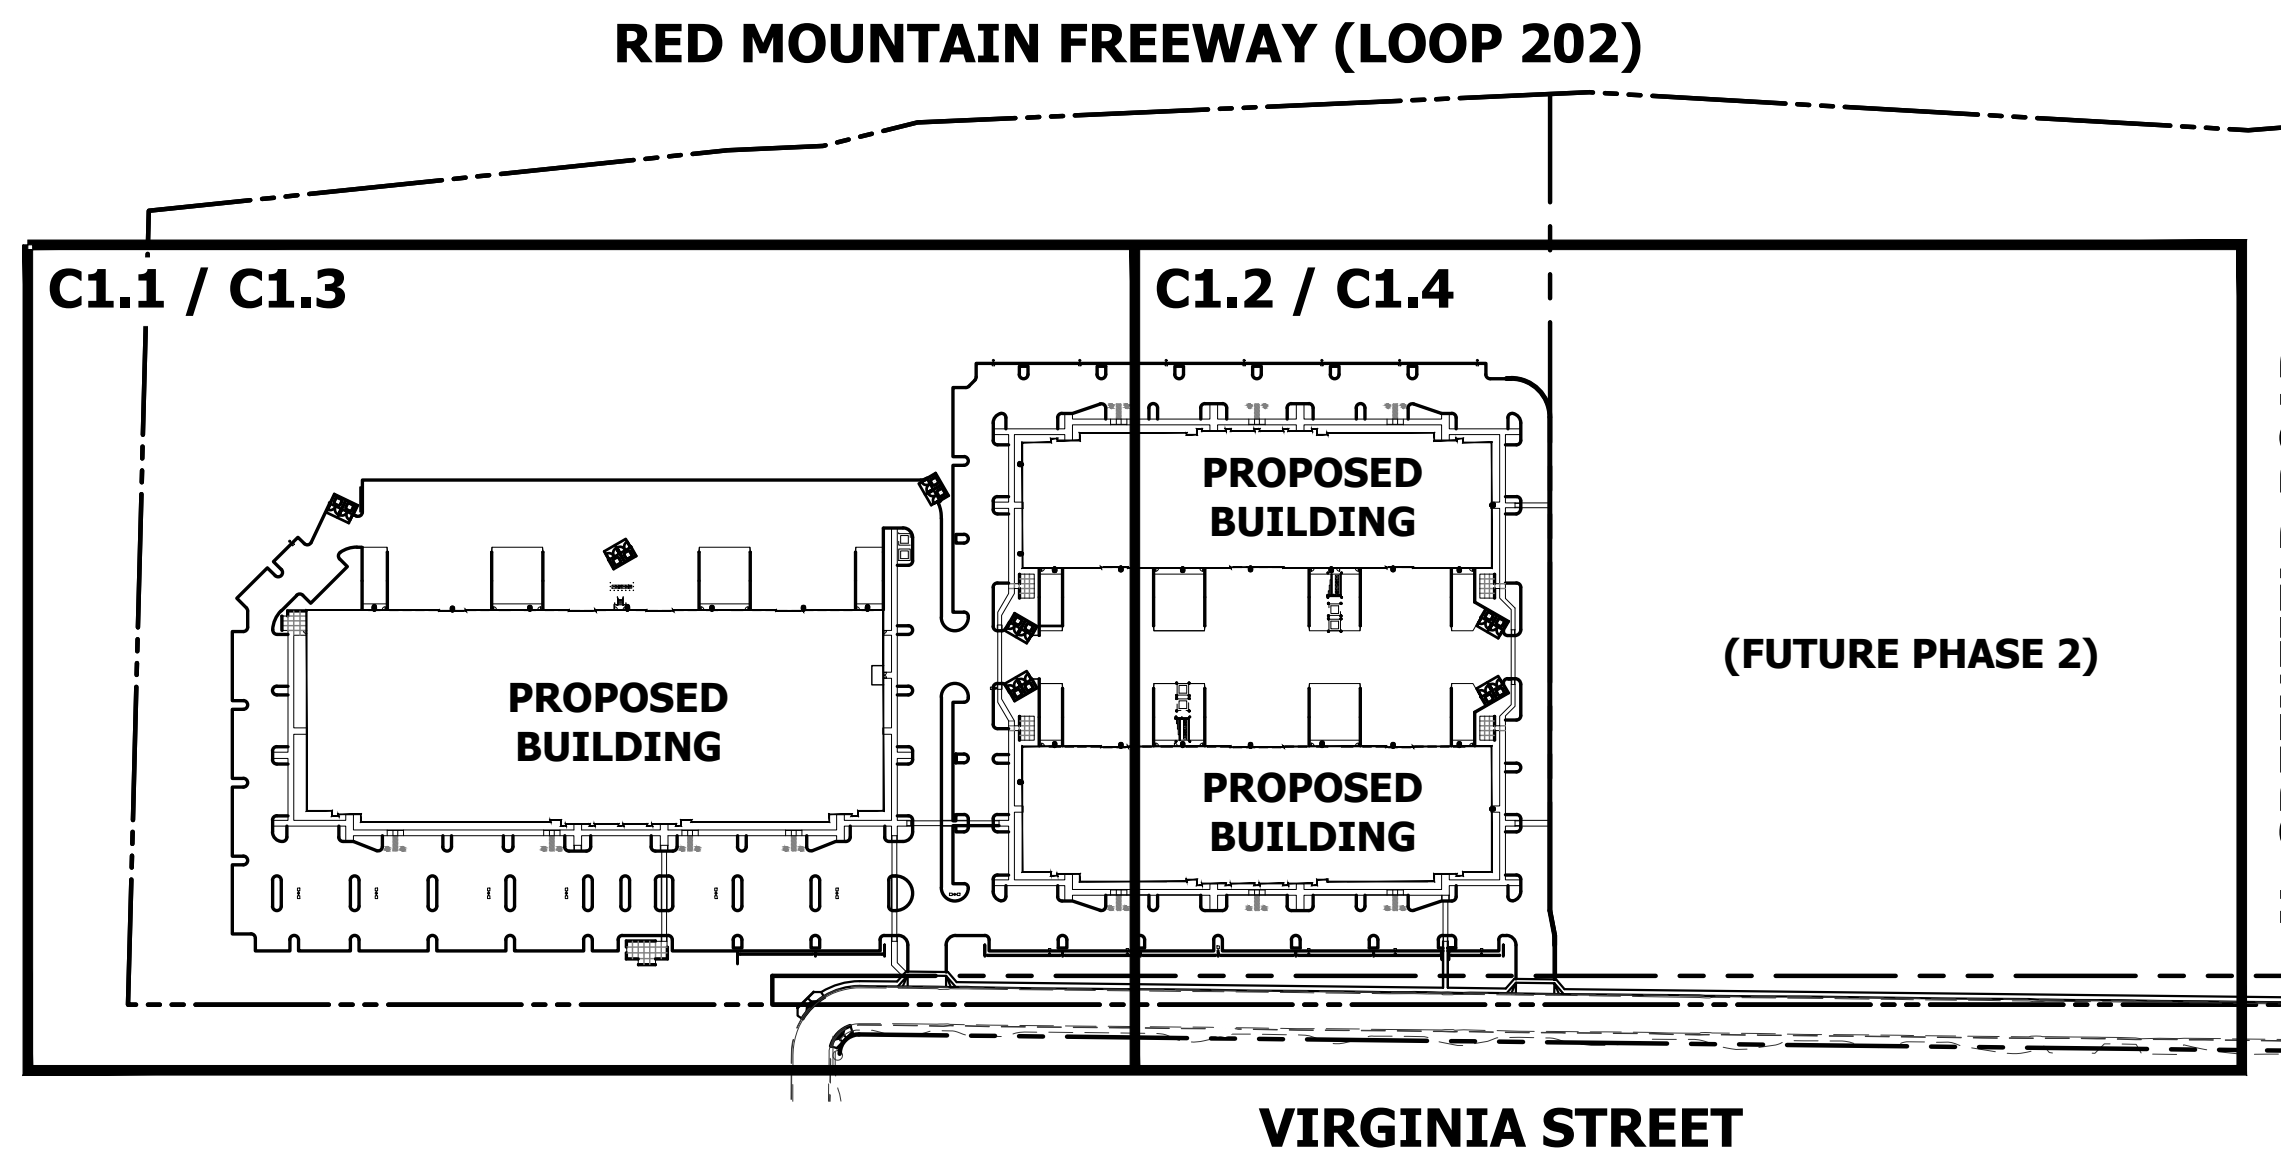 RED MOUNTAIN FREEWAY (LOOP 202)
C1.1 / C1.3
C1.2 / C1.4
PROPOSED
BUILDING
PROPOSED
BUILDING
(FUTURE PHASE 2)
PROPOSED
BUILDING
VIRGINIA STREET